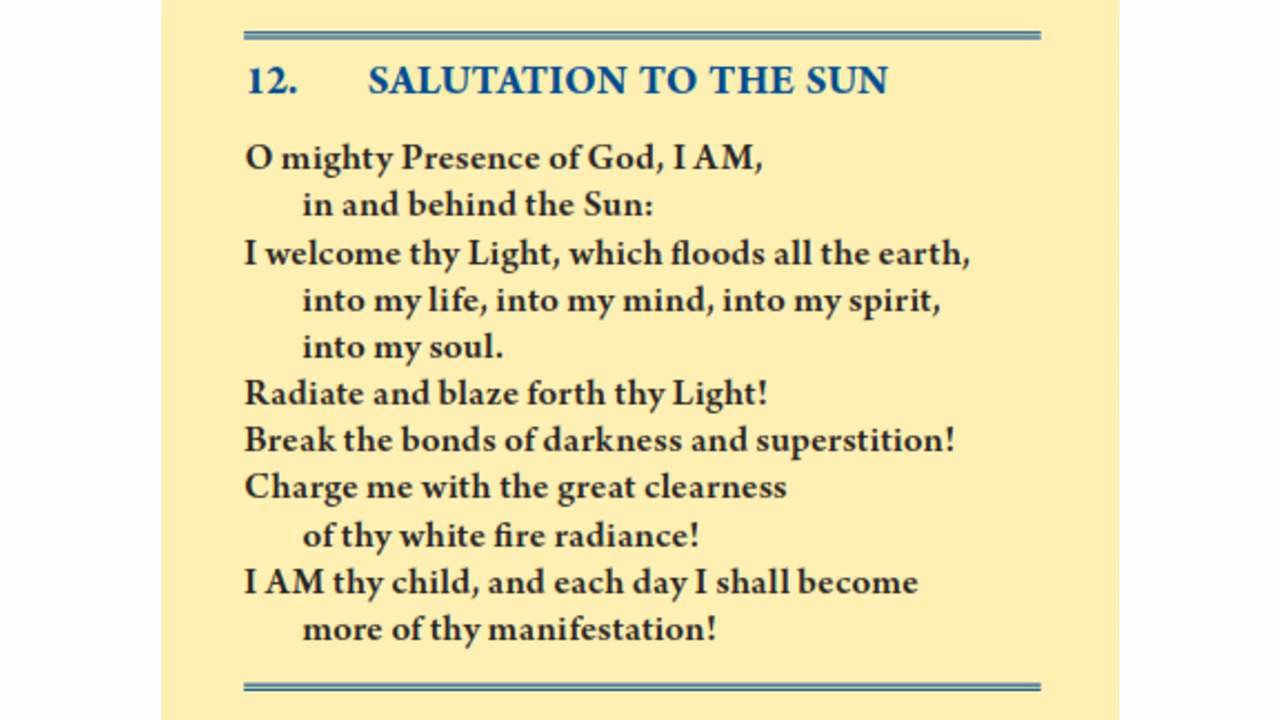 12. SALUTATION TO THE SUN
O mighty Presence of God, I AM,
in and behind the Sun:
I welcome thy Light, which floods all the earth,
into my life, into my mind, into my spirit,
into my soul.
Radiate and blaze forth thy Light!
Break the bonds of darkness and superstition!
Charge me with the great clearness
of thy white fire radiance!
I AM thy child, and each day I shall become
more of thy manifestation!